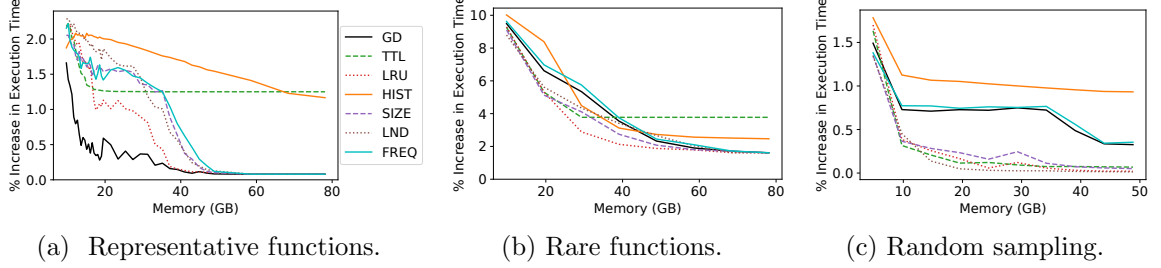 % Increase in Execution Time
2.0
1.5
1.0
0.5
0.0
20
40
60
80
Memory (GB)
GD
TTL
LRU
HIST
SIZE
LND
FREQ
(a) Representative functions.
% Increase in Execution Time
10
8
6
4
2
0
20
40
60
80
Memory (GB)
(b) Rare functions.
% Increase in Execution Time
1.5
1.0
0.5
0.0
10
20
30
40
50
Memory (GB)
(c) Random sampling.